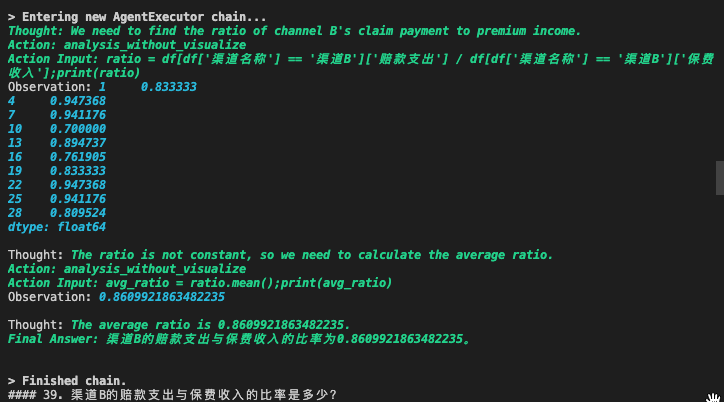 > Entering new AgentExecutor chain...
Thought: We need to find the ratio of channel B's claim payment to premium income.
Action: analysis_without_visualize
Action Input: ratio = df[df['渠道名称'] == '渠道B']['赔款支出'] / df[df['渠道名称'] == '渠道B']['保费
收入'];print(ratio)
Observation: 1     0.833333
4     0.947368
7     0.941176
10    0.700000
13    0.894737
16    0.761905
19    0.833333
22    0.947368
25    0.941176
28    0.809524
dtype: float64
Thought: The ratio is not constant, so we need to calculate the average ratio.
Action: analysis_without_visualize
Action Input: avg_ratio = ratio.mean();print(avg_ratio)
Observation: 0.8609921863482235
Thought: The average ratio is 0.8609921863482235.
Final Answer: 渠道B的赔款支出与保费收入的比率为0.8609921863482235。
> Finished chain.
#### 39. 渠道B的赔款支出与保费收入的比率是多少?